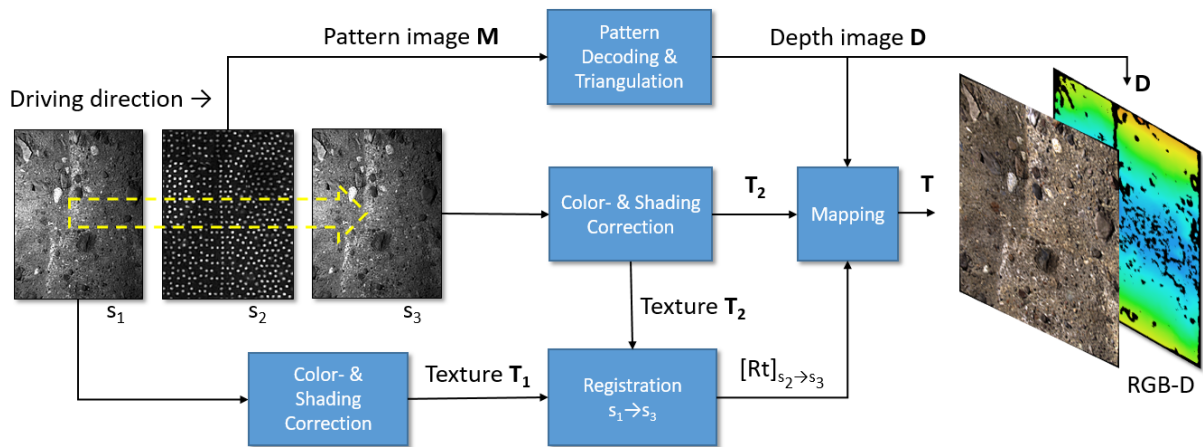 Pattern image M
Pattern
Decoding &
Triangulation
Depth image D
D
Driving direction →
s1
s2
s3
Color- & Shading
Correction
T2
Mapping
T
Texture T2
Color- &
Shading
Correction
Texture T1
Registration
s1→s3
[Rt]s2→s3
RGB-D